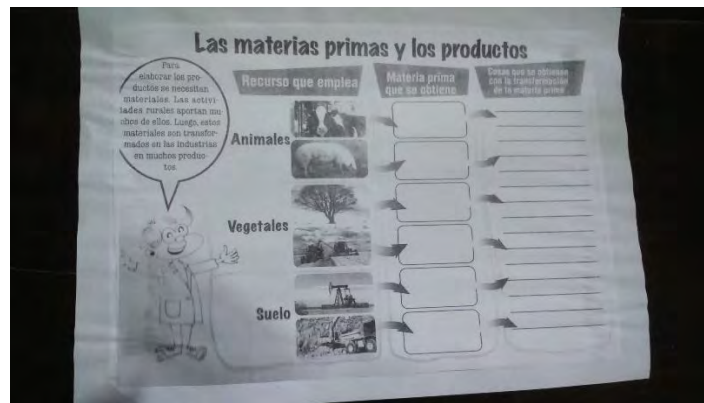 Las materias primas y los productos
Para
elaborar los pro-
ductos se necesitan
materiales. Las activi-
dades rurales aportan mu-
chos de ellos. Luego, estos
materiales son transfor-
mados en las industrias
en muchos produc-
tos.
Recurso que emplea
Materia prima
que se obtiene
Cosas que se obtienen
con la transformación
de la materia prima
Animales
Vegetales
Suelo